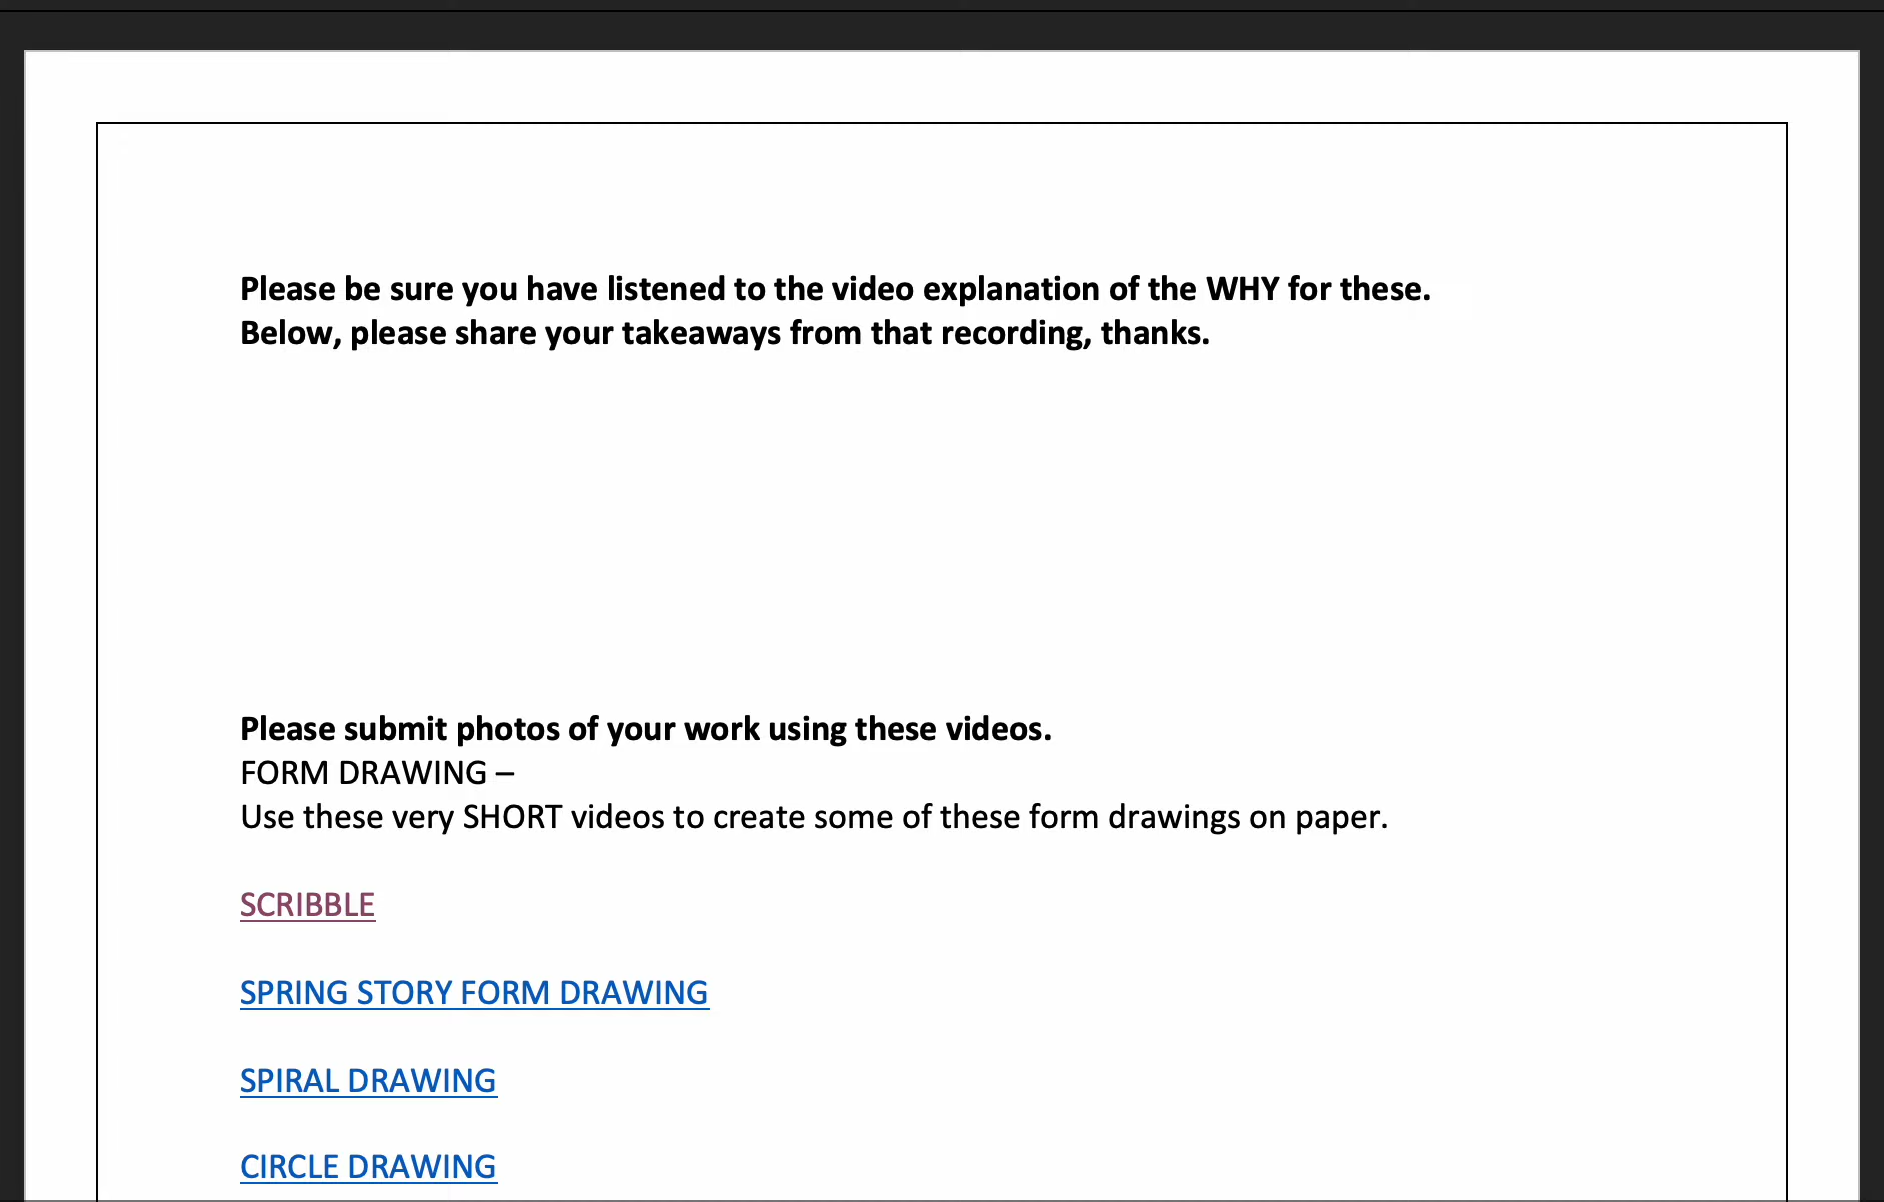 Please be sure you have listened to the video explanation of the WHY for these.
Below, please share your takeaways from that recording, thanks.
Please submit photos of your work using these videos.
FORM DRAWING –
Use these very SHORT videos to create some of these form drawings on paper.
SCRIBBLE
SPRING STORY FORM DRAWING
SPIRAL DRAWING
CIRCLE DRAWING